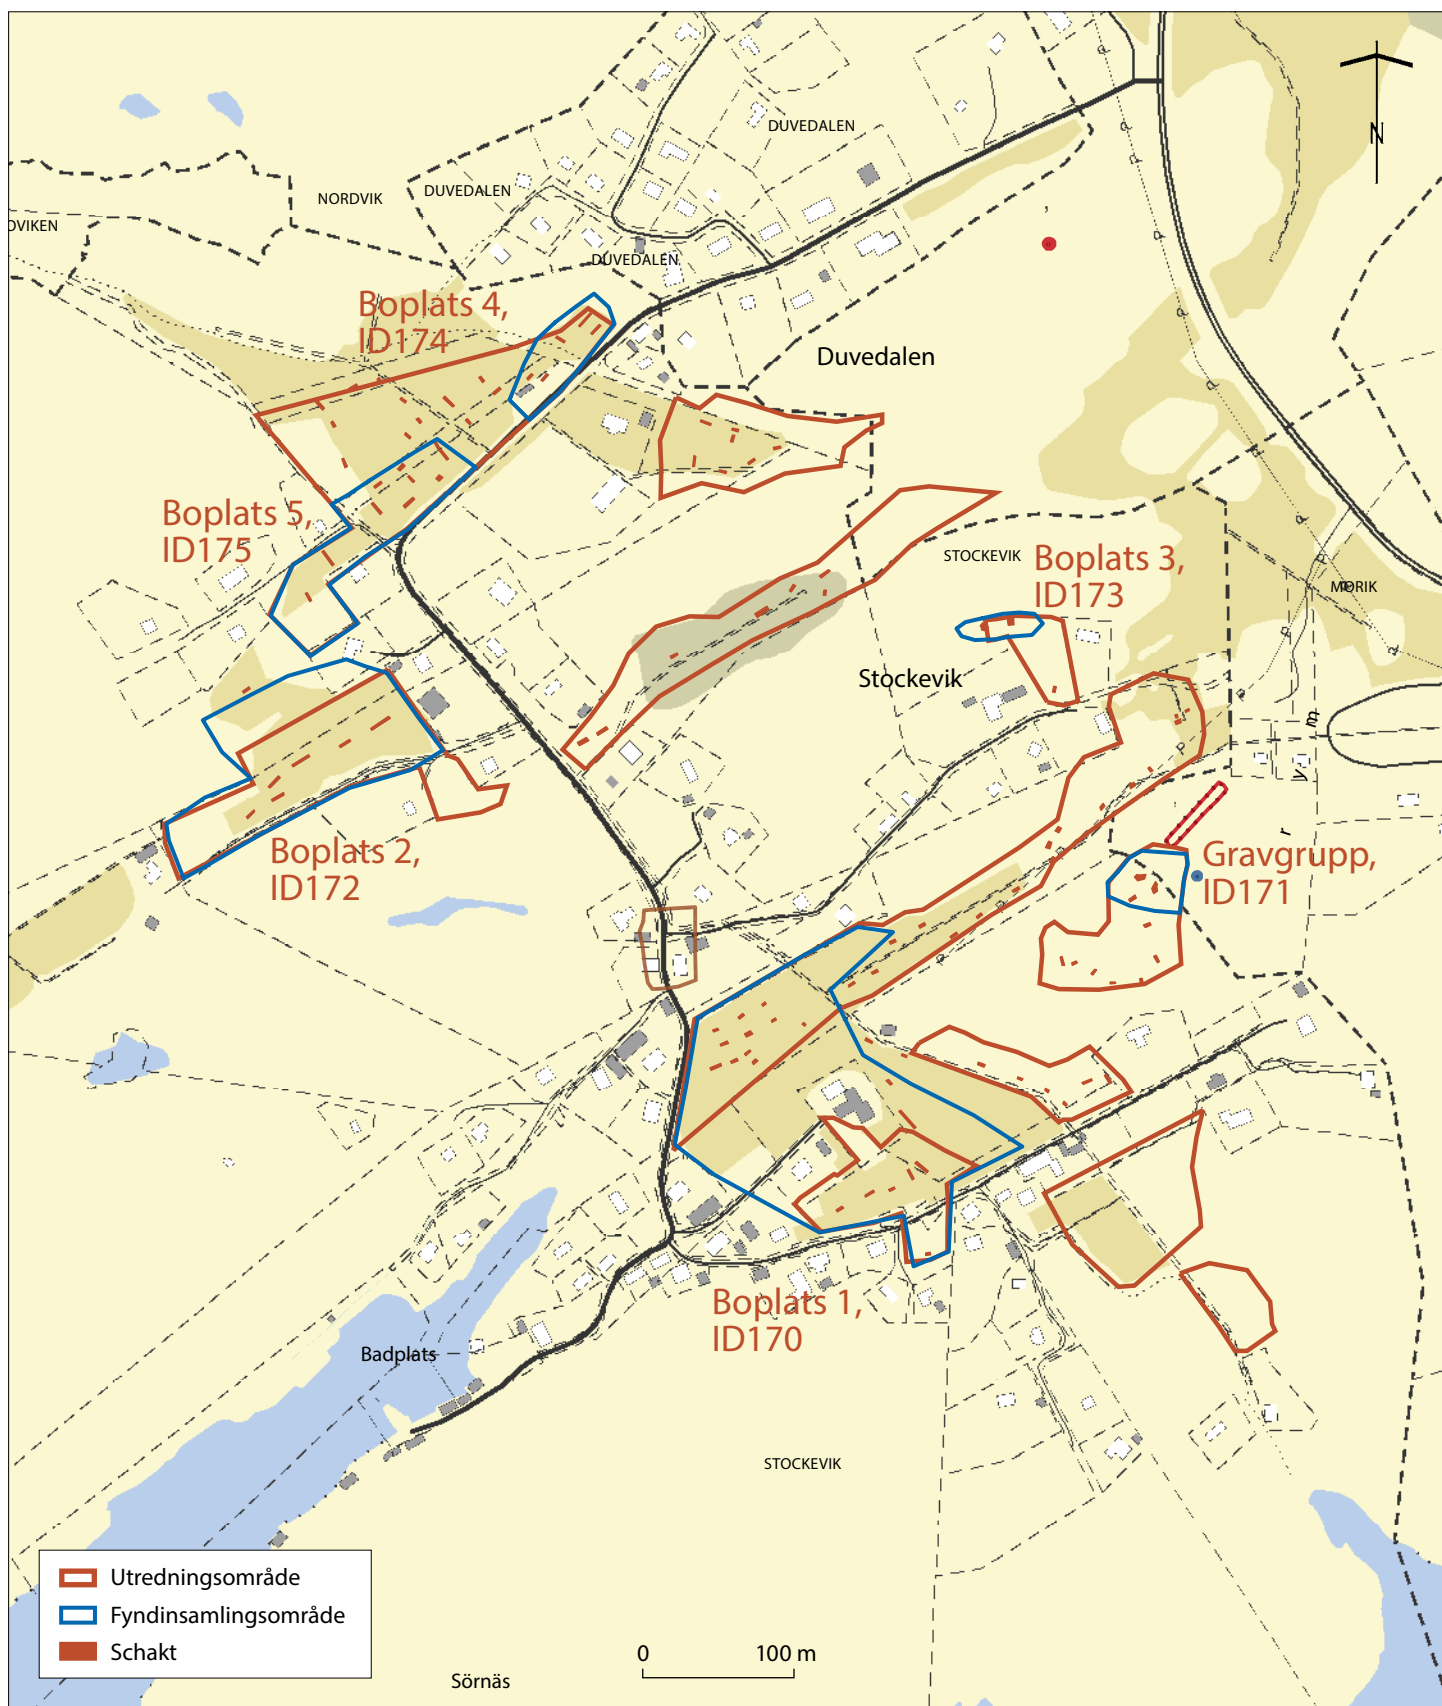 DUVEDALEN
N
NORDVIK
DUVEDALEN
OVIKEN
DUVEDALEN
Boplats 4,
ID174
Duvedalen
Boplats 5,
ID175
STOCKEVIK
Boplats 3,
ID173
MØRIK
Stockevik
m
y
r
Boplats 2,
ID172
Gravgrupp,
ID171
Boplats 1,
ID170
Badplats
STOCKEVIK
Utredningsområde
Fyndinsamlingsområde
Schakt
0 100 m
Sörnäs